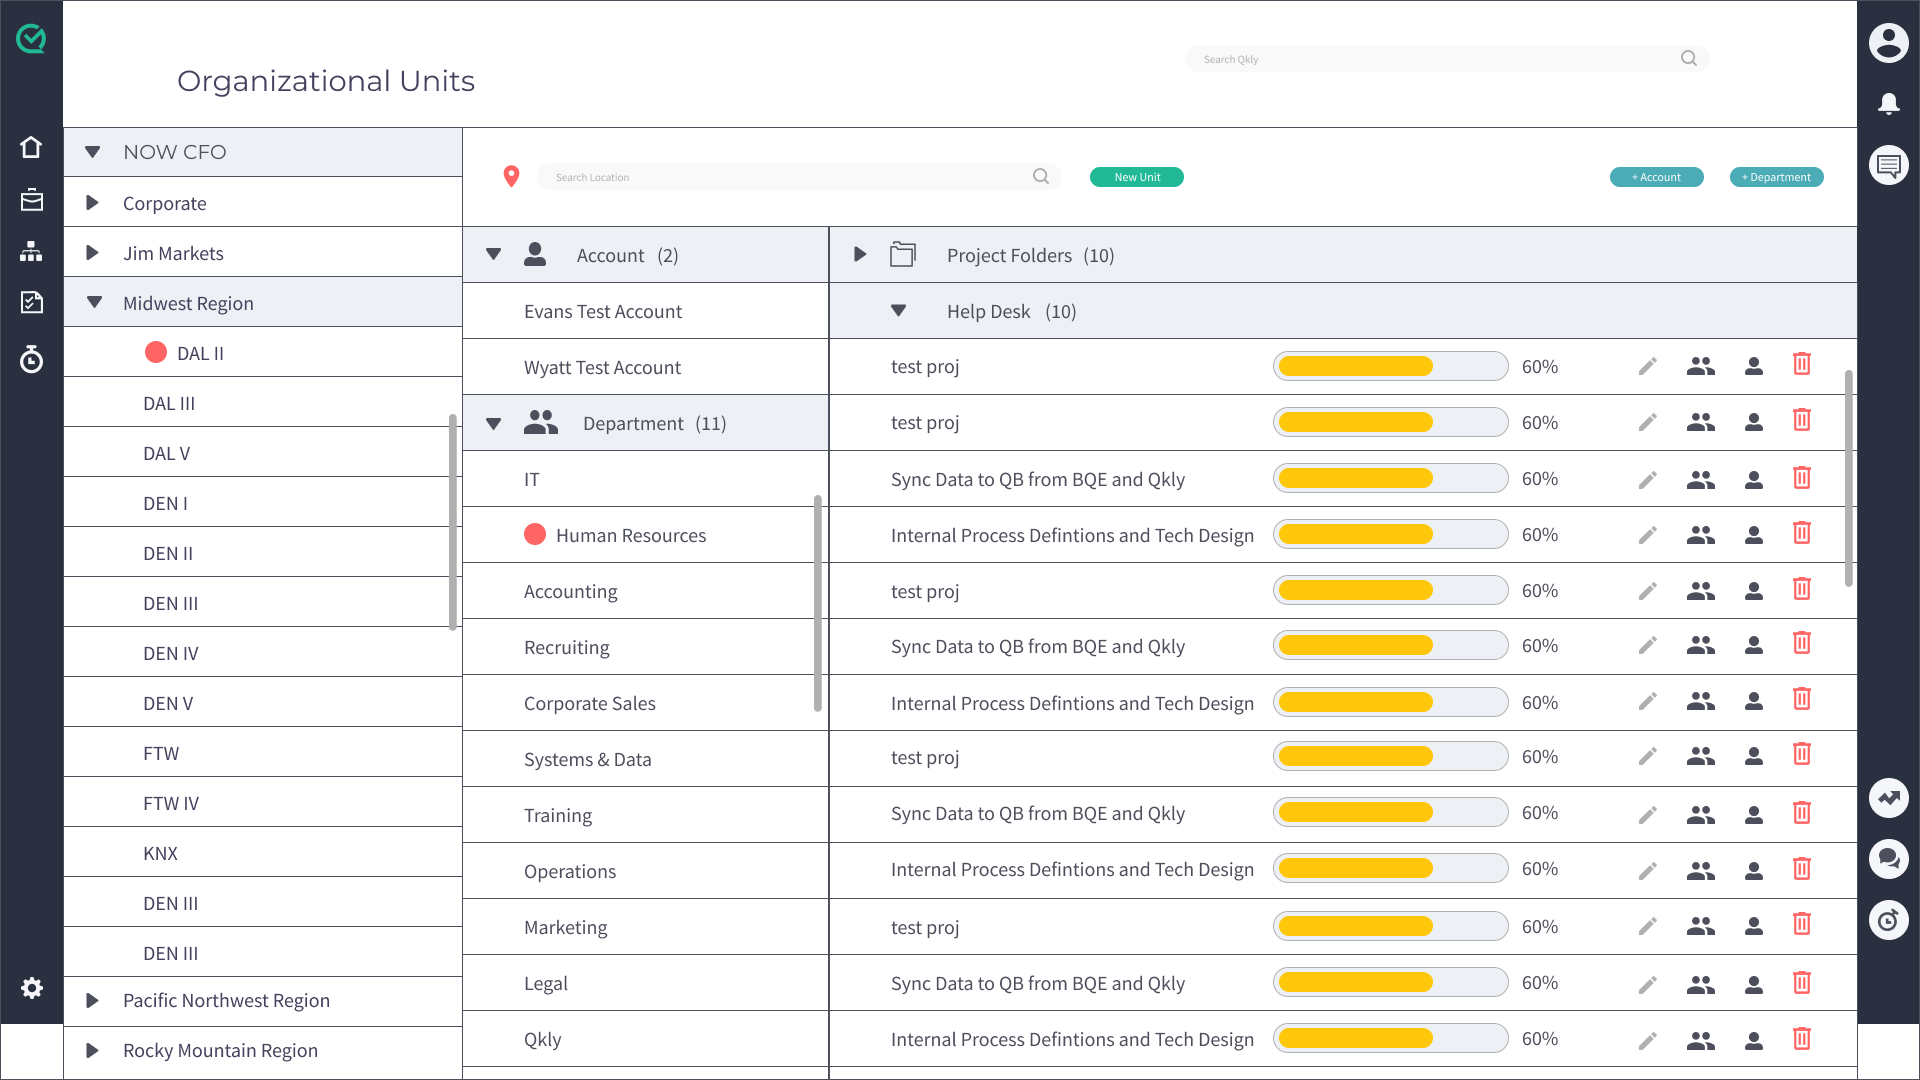 Organizational Units
Search Qkly
NOW CFO
Corporate
Jim Markets
Midwest Region
DAL II
DAL III
DAL V
DEN I
DEN II
DEN III
DEN IV
DEN V
FTW
FTW IV
KNX
DEN III
DEN III
Pacific Northwest Region
Rocky Mountain Region
Search Location
New Unit
+ Account
+ Department
Account (2)
Evans Test Account
Wyatt Test Account
Department (11)
IT
Human Resources
Accounting
Recruiting
Corporate Sales
Systems & Data
Training
Operations
Marketing
Legal
Qkly
Project Folders (10)
Help Desk (10)
test proj 60%
test proj 60%
Sync Data to QB from BQE and Qkly 60%
Internal Process Defintions and Tech Design 60%
test proj 60%
Sync Data to QB from BQE and Qkly 60%
Internal Process Defintions and Tech Design 60%
test proj 60%
Sync Data to QB from BQE and Qkly 60%
Internal Process Defintions and Tech Design 60%
test proj 60%
Sync Data to QB from BQE and Qkly 60%
Internal Process Defintions and Tech Design 60%